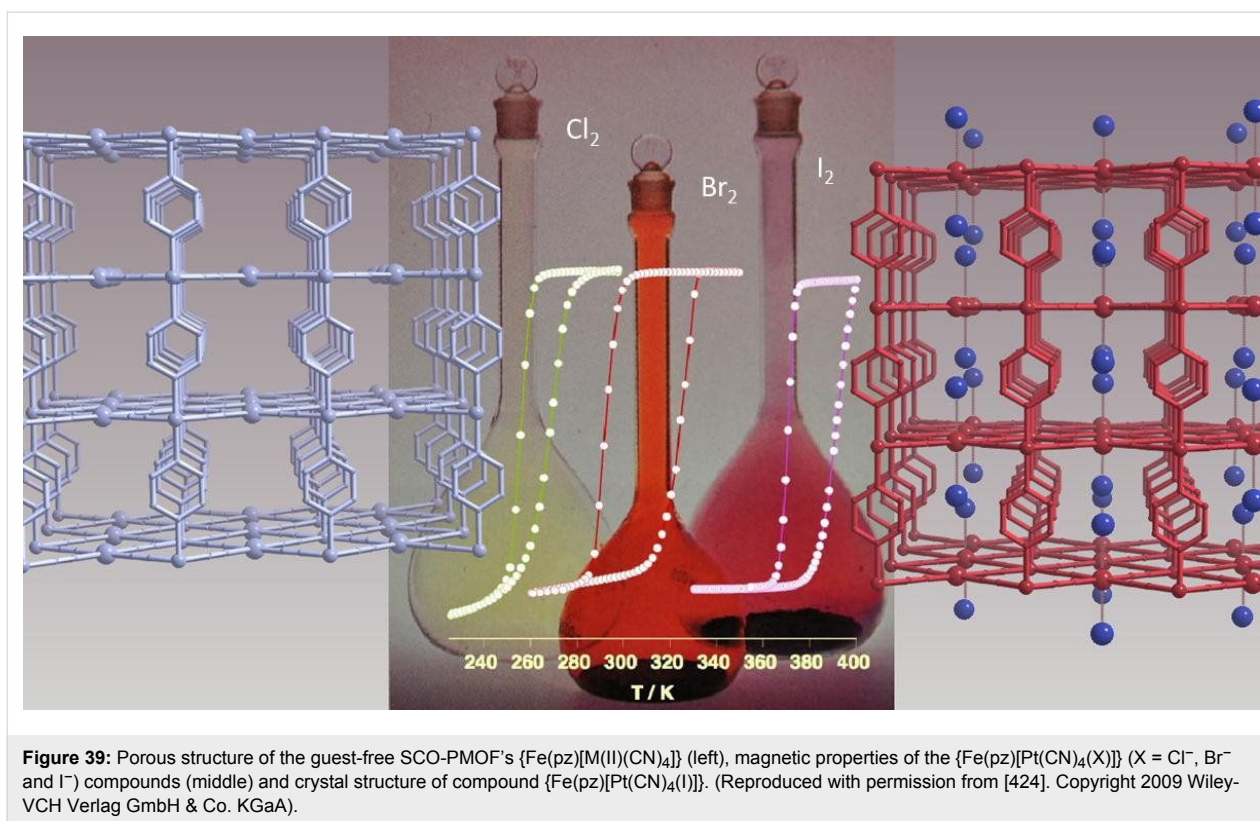 Cl₂
Br₂
I₂
240 260 280 300 320 340 360 380 400
T / K
Figure 39: Porous structure of the guest-free SCO-PMOF's {Fe(pz)[M(II)(CN)₄]} (left), magnetic properties of the {Fe(pz)[Pt(CN)₄(X)]} (X = Cl⁻, Br⁻
and I⁻) compounds (middle) and crystal structure of compound {Fe(pz)[Pt(CN)₄(I)]}. (Reproduced with permission from [424]. Copyright 2009 Wiley-
VCH Verlag GmbH & Co. KGaA).